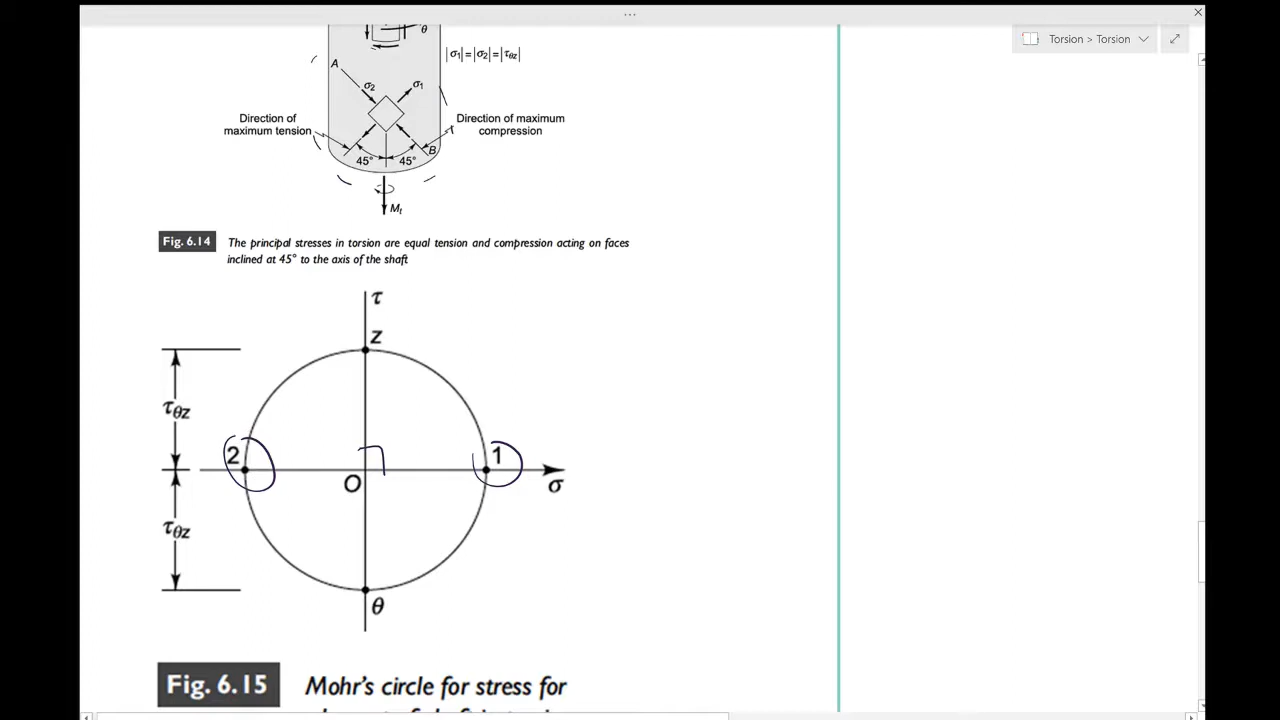 Torsion > Torsion
θ
|σ1|=|σ2|=|τθz|
A
σ2
σ1
Direction of
maximum tension
Direction of maximum
compression
45°
45°
B
Mt
Fig. 6.14
The principal stresses in torsion are equal tension and compression acting on faces
inclined at 45° to the axis of the shaft
τ
z
τθz
2
1
O
σ
τθz
θ
Fig. 6.15
Mohr's circle for stress for